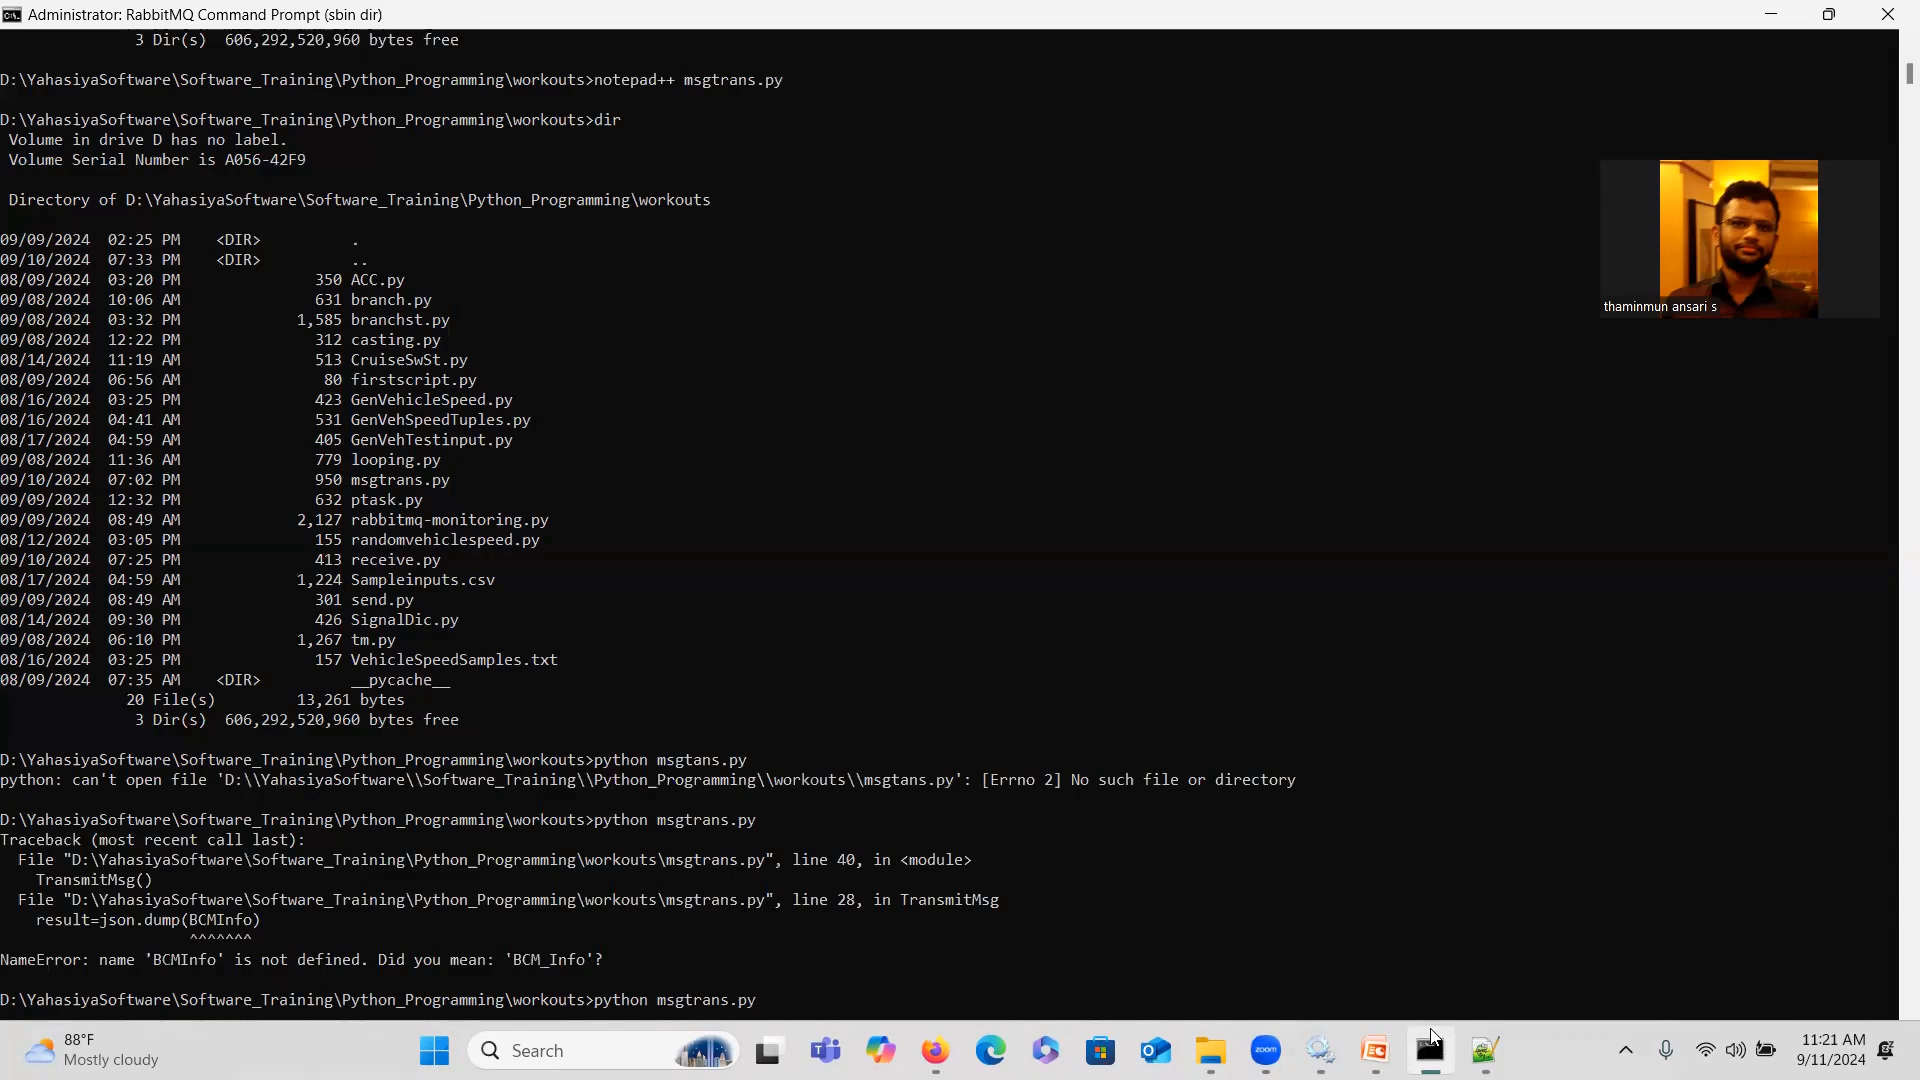 Administrator: RabbitMQ Command Prompt (sbin dir)
3 Dir(s)  606,292,520,960 bytes free
D:\YahasiyaSoftware\Software_Training\Python_Programming\workouts>notepad++ msgtrans.py
D:\YahasiyaSoftware\Software_Training\Python_Programming\workouts>dir
Volume in drive D has no label.
Volume Serial Number is A056-42F9
Directory of D:\YahasiyaSoftware\Software_Training\Python_Programming\workouts
09/09/2024  02:25 PM    <DIR>          .
09/10/2024  07:33 PM    <DIR>          ..
08/09/2024  03:20 PM               350 ACC.py
09/08/2024  10:06 AM               631 branch.py
09/08/2024  03:32 PM             1,585 branchst.py
09/08/2024  12:22 PM               312 casting.py
08/14/2024  11:19 AM               513 CruiseSwSt.py
08/09/2024  06:56 AM                80 firstscript.py
08/16/2024  03:25 PM               423 GenVehicleSpeed.py
08/16/2024  04:41 AM               531 GenVehSpeedTuples.py
08/17/2024  04:59 AM               405 GenVehTestinput.py
09/08/2024  11:36 AM               779 looping.py
09/10/2024  07:02 PM               950 msgtrans.py
09/09/2024  12:32 PM               632 ptask.py
09/09/2024  08:49 AM             2,127 rabbitmq-monitoring.py
08/12/2024  03:05 PM               155 randomvehiclespeed.py
09/10/2024  07:25 PM               413 receive.py
08/17/2024  04:59 AM             1,224 Sampleinputs.csv
09/09/2024  08:49 AM               301 send.py
08/14/2024  09:30 PM               426 SignalDic.py
09/08/2024  06:10 PM             1,267 tm.py
08/16/2024  03:25 PM               157 VehicleSpeedSamples.txt
08/09/2024  07:35 AM    <DIR>          __pycache__
20 File(s)         13,261 bytes
3 Dir(s)  606,292,520,960 bytes free
D:\YahasiyaSoftware\Software_Training\Python_Programming\workouts>python msgtans.py
python: can't open file 'D:\\YahasiyaSoftware\\Software_Training\\Python_Programming\\workouts\\msgtans.py': [Errno 2] No such file or directory
D:\YahasiyaSoftware\Software_Training\Python_Programming\workouts>python msgtrans.py
Traceback (most recent call last):
File "D:\YahasiyaSoftware\Software_Training\Python_Programming\workouts\msgtrans.py", line 40, in <module>
TransmitMsg()
File "D:\YahasiyaSoftware\Software_Training\Python_Programming\workouts\msgtrans.py", line 28, in TransmitMsg
result=json.dump(BCMInfo)
^^^^^^^
NameError: name 'BCMInfo' is not defined. Did you mean: 'BCM_Info'?
D:\YahasiyaSoftware\Software_Training\Python_Programming\workouts>python msgtrans.py
thaminmun ansari s
88°F
Mostly cloudy
Search
zoom
11:21 AM
9/11/2024